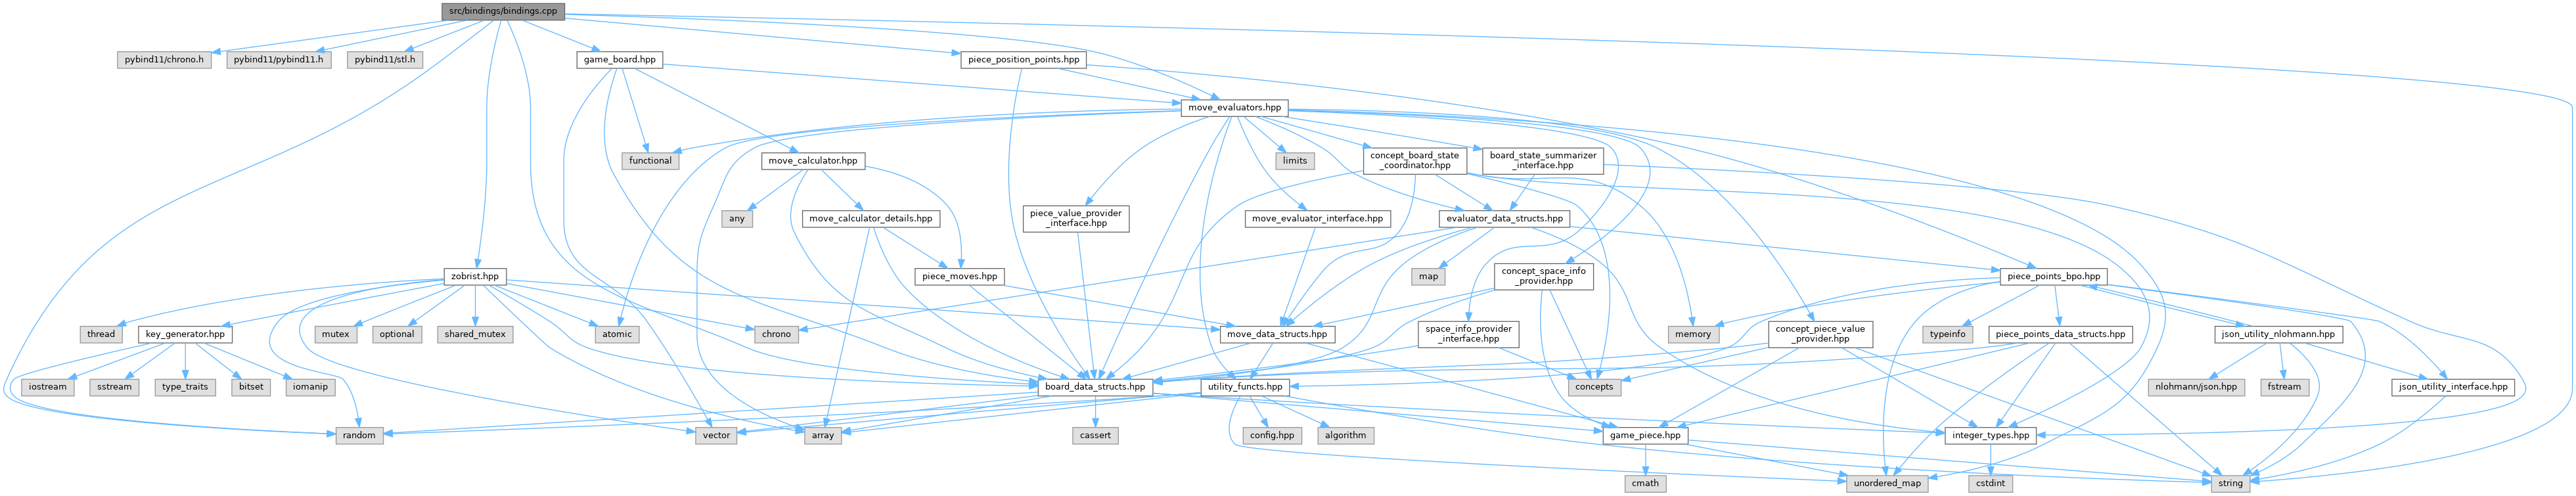 src/bindings/bindings.cpp
pybind11/chrono.h
pybind11/pybind11.h
pybind11/stl.h
game_board.hpp
piece_position_points.hpp
move_evaluators.hpp
functional
move_calculator.hpp
limits
concept_board_state
_coordinator.hpp
board_state_summarizer
_interface.hpp
any
move_calculator_details.hpp
piece_value_provider
_interface.hpp
move_evaluator_interface.hpp
evaluator_data_structs.hpp
zobrist.hpp
piece_moves.hpp
map
concept_space_info
_provider.hpp
piece_points_bpo.hpp
thread
key_generator.hpp
mutex
optional
shared_mutex
atomic
chrono
move_data_structs.hpp
space_info_provider
_interface.hpp
memory
concept_piece_value
_provider.hpp
typeinfo
piece_points_data_structs.hpp
json_utility_nlohmann.hpp
iostream
sstream
type_traits
bitset
iomanip
board_data_structs.hpp
utility_functs.hpp
concepts
nlohmann/json.hpp
fstream
json_utility_interface.hpp
random
vector
array
cassert
config.hpp
algorithm
game_piece.hpp
integer_types.hpp
cmath
unordered_map
cstdint
string